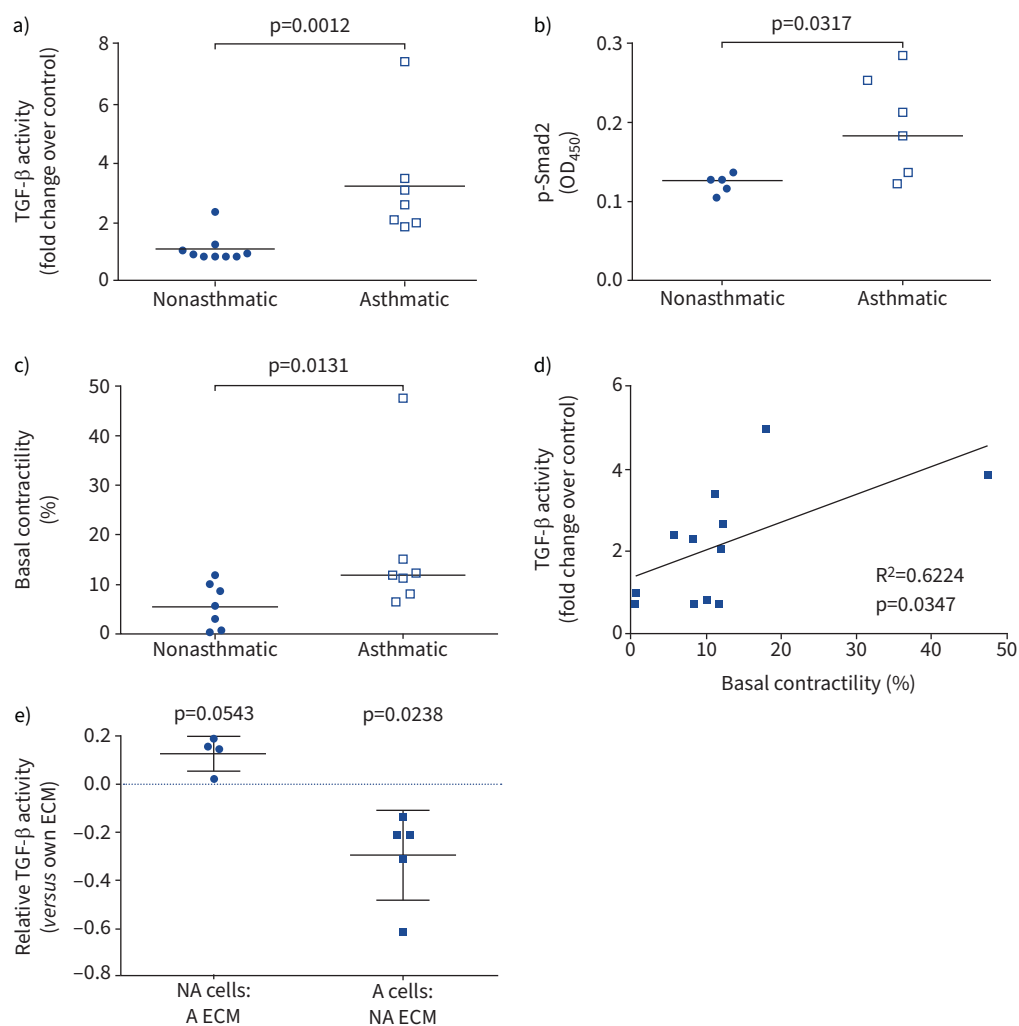 a)
p=0.0012
TGF-β activity
(fold change over control)
8
6
4
2
0
Nonasthmatic
Asthmatic
b)
p=0.0317
p-Smad2
(OD450)
0.3
0.2
0.1
0.0
Nonasthmatic
Asthmatic
c)
p=0.0131
Basal contractility
(%)
50
40
30
20
10
0
Nonasthmatic
Asthmatic
d)
TGF-β activity
(fold change over control)
6
4
2
0
R2=0.6224
p=0.0347
0 10 20 30 40 50
Basal contractility (%)
e)
p=0.0543
p=0.0238
Relative TGF-β activity
(versus own ECM)
0.2
0.0
−0.2
−0.4
−0.6
−0.8
NA cells:
A ECM
A cells:
NA ECM